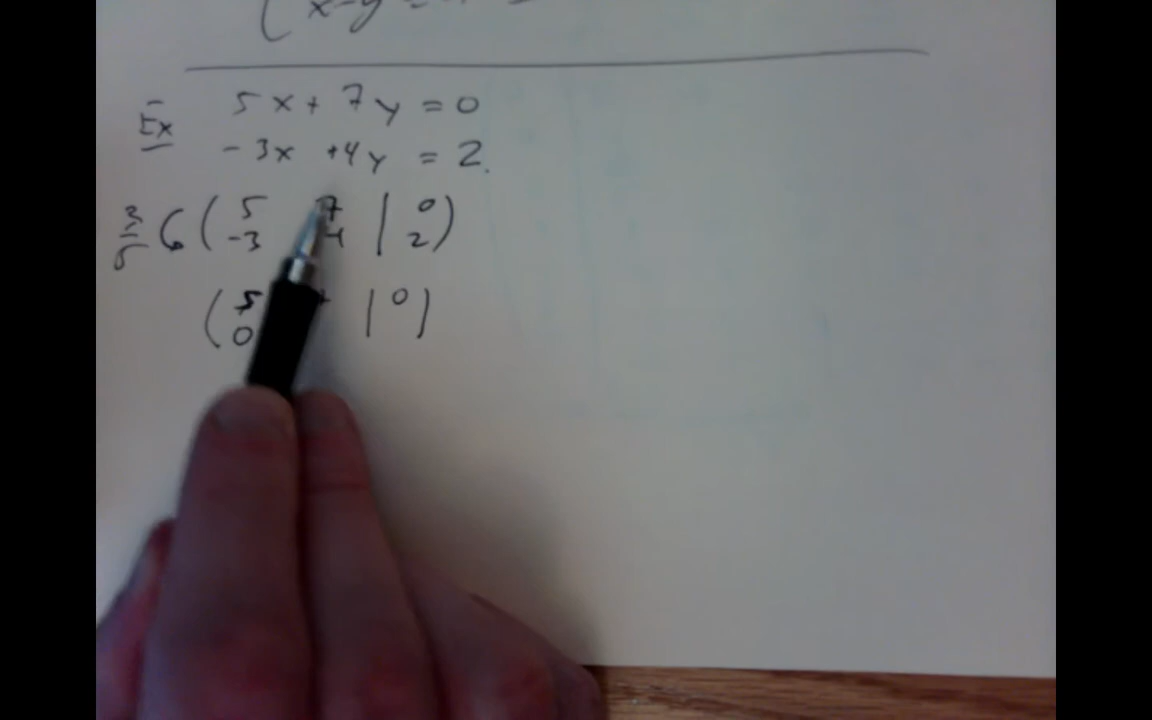 x-y
Ex 5x + 7y = 0
-3x +4y = 2.
3/5 ( 5 7 | 0 )
( -3 4 | 2 )
( 5 | 0 )
( 0 | )